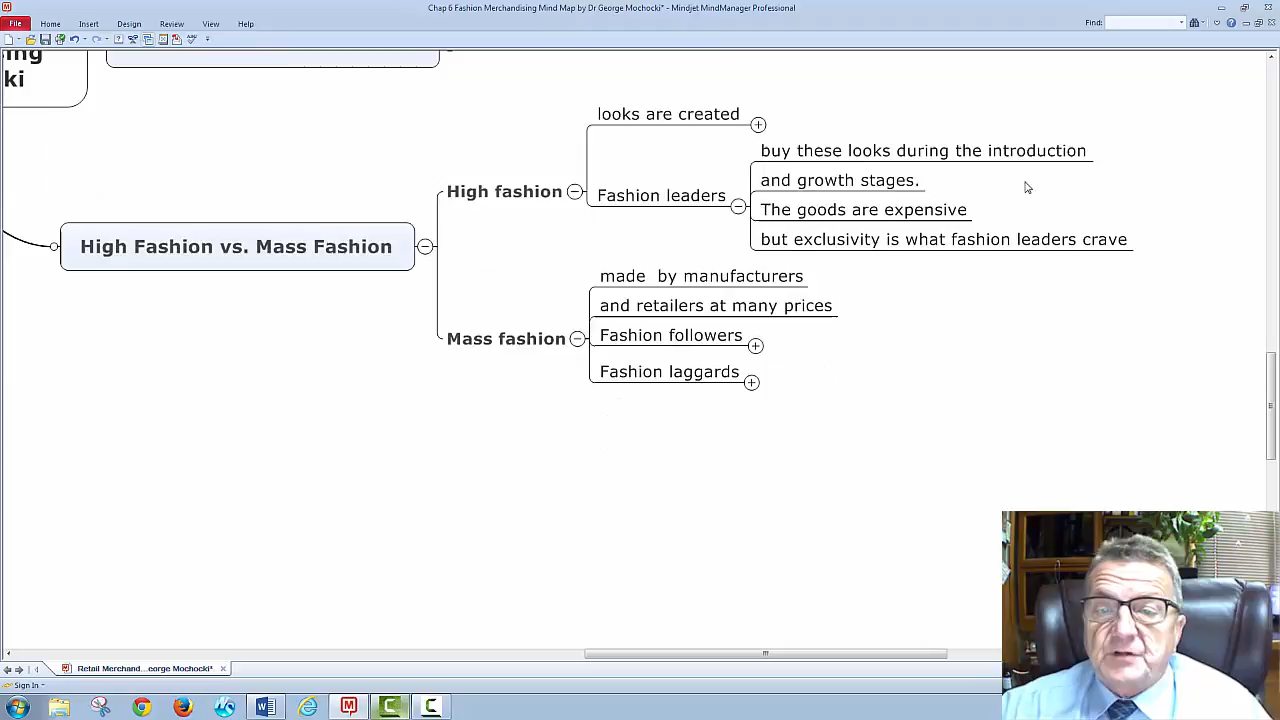 Chap 6 Fashion Merchandising Mind Map by Dr George Mochocki* - Mindjet MindManager Professional
File Home Insert Design Review View Help
Find:
ing
ki
looks are created
buy these looks during the introduction
and growth stages.
High fashion
Fashion leaders
The goods are expensive
but exclusivity is what fashion leaders crave
High Fashion vs. Mass Fashion
made by manufacturers
and retailers at many prices
Mass fashion
Fashion followers
Fashion laggards
Retail Merchand...eorge Mochocki*
Sign In